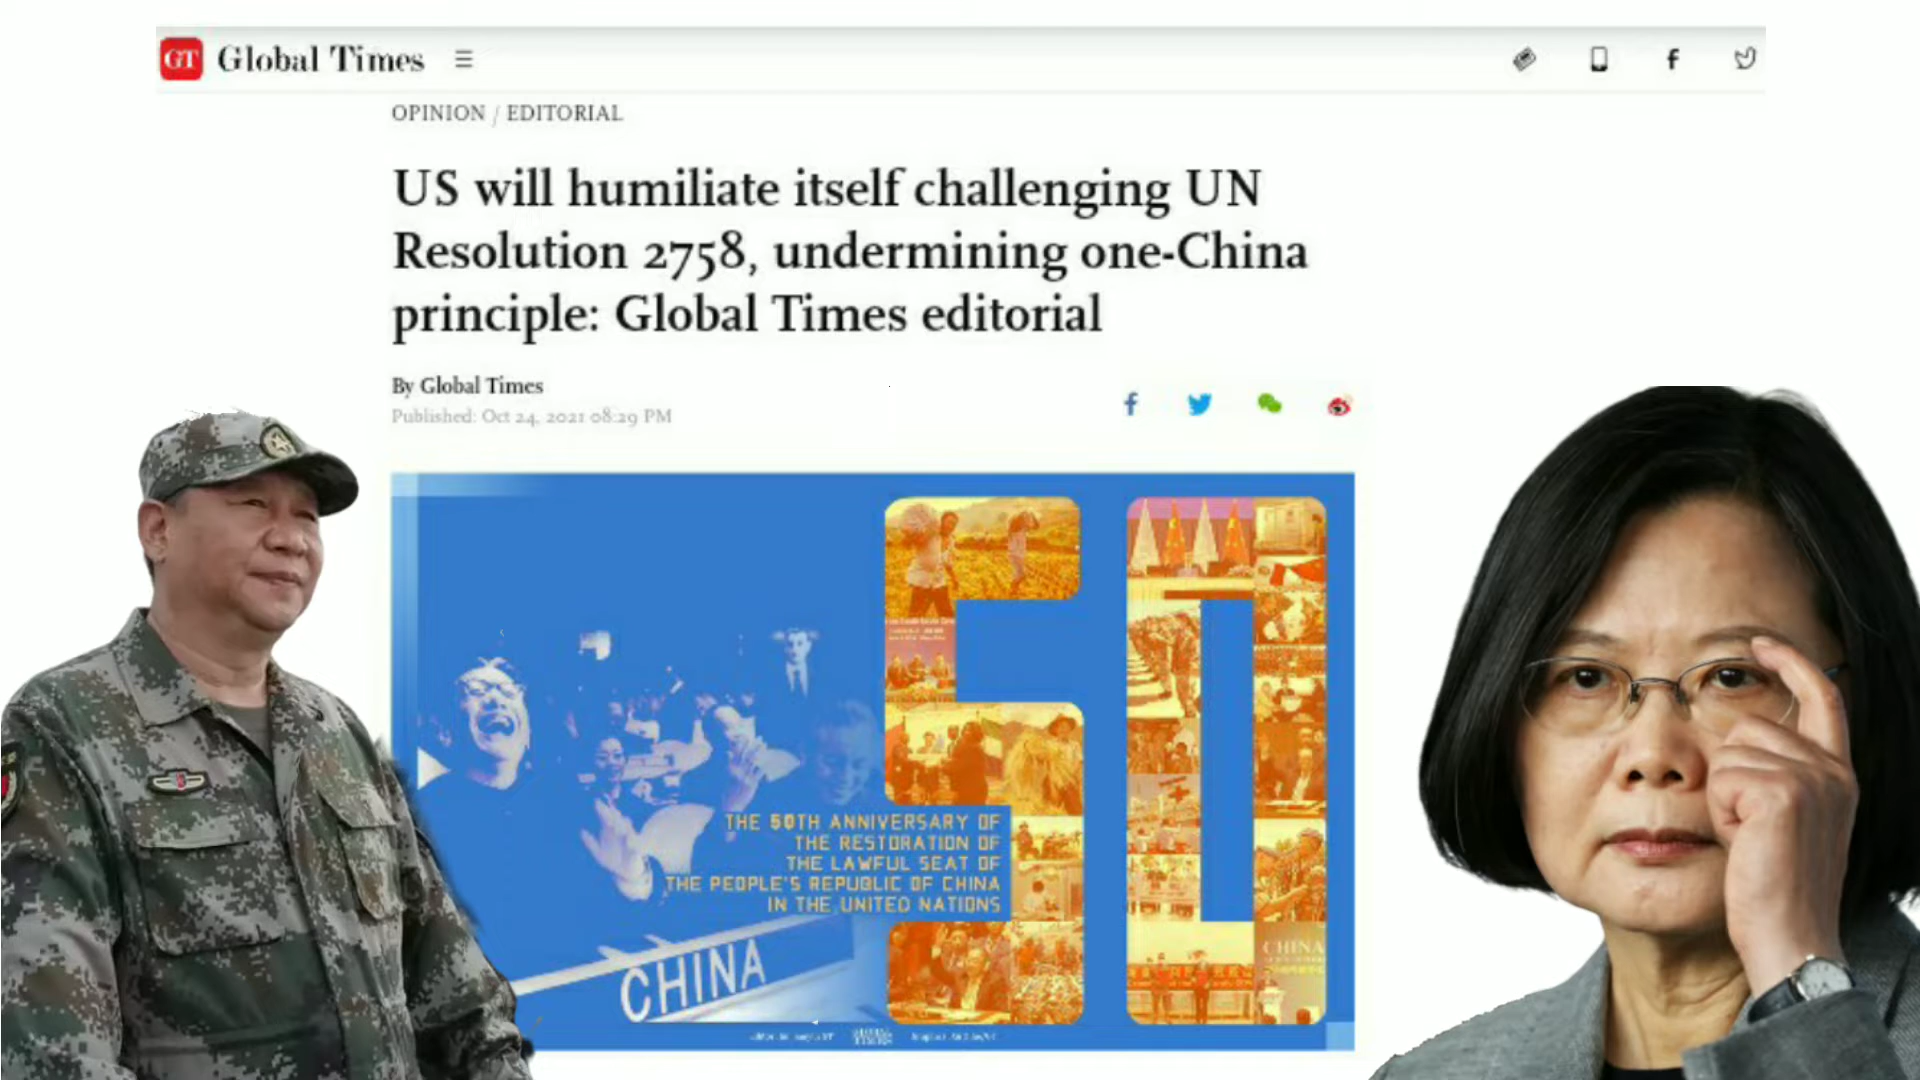 GT Global Times
OPINION / EDITORIAL
US will humiliate itself challenging UN
Resolution 2758, undermining one-China
principle: Global Times editorial
By Global Times
Published: Oct 24, 2021 08:29 PM
THE 50TH ANNIVERSARY OF
THE RESTORATION OF
THE LAWFUL SEAT OF
THE PEOPLE'S REPUBLIC OF CHINA
IN THE UNITED NATIONS
CHINA
CHINA